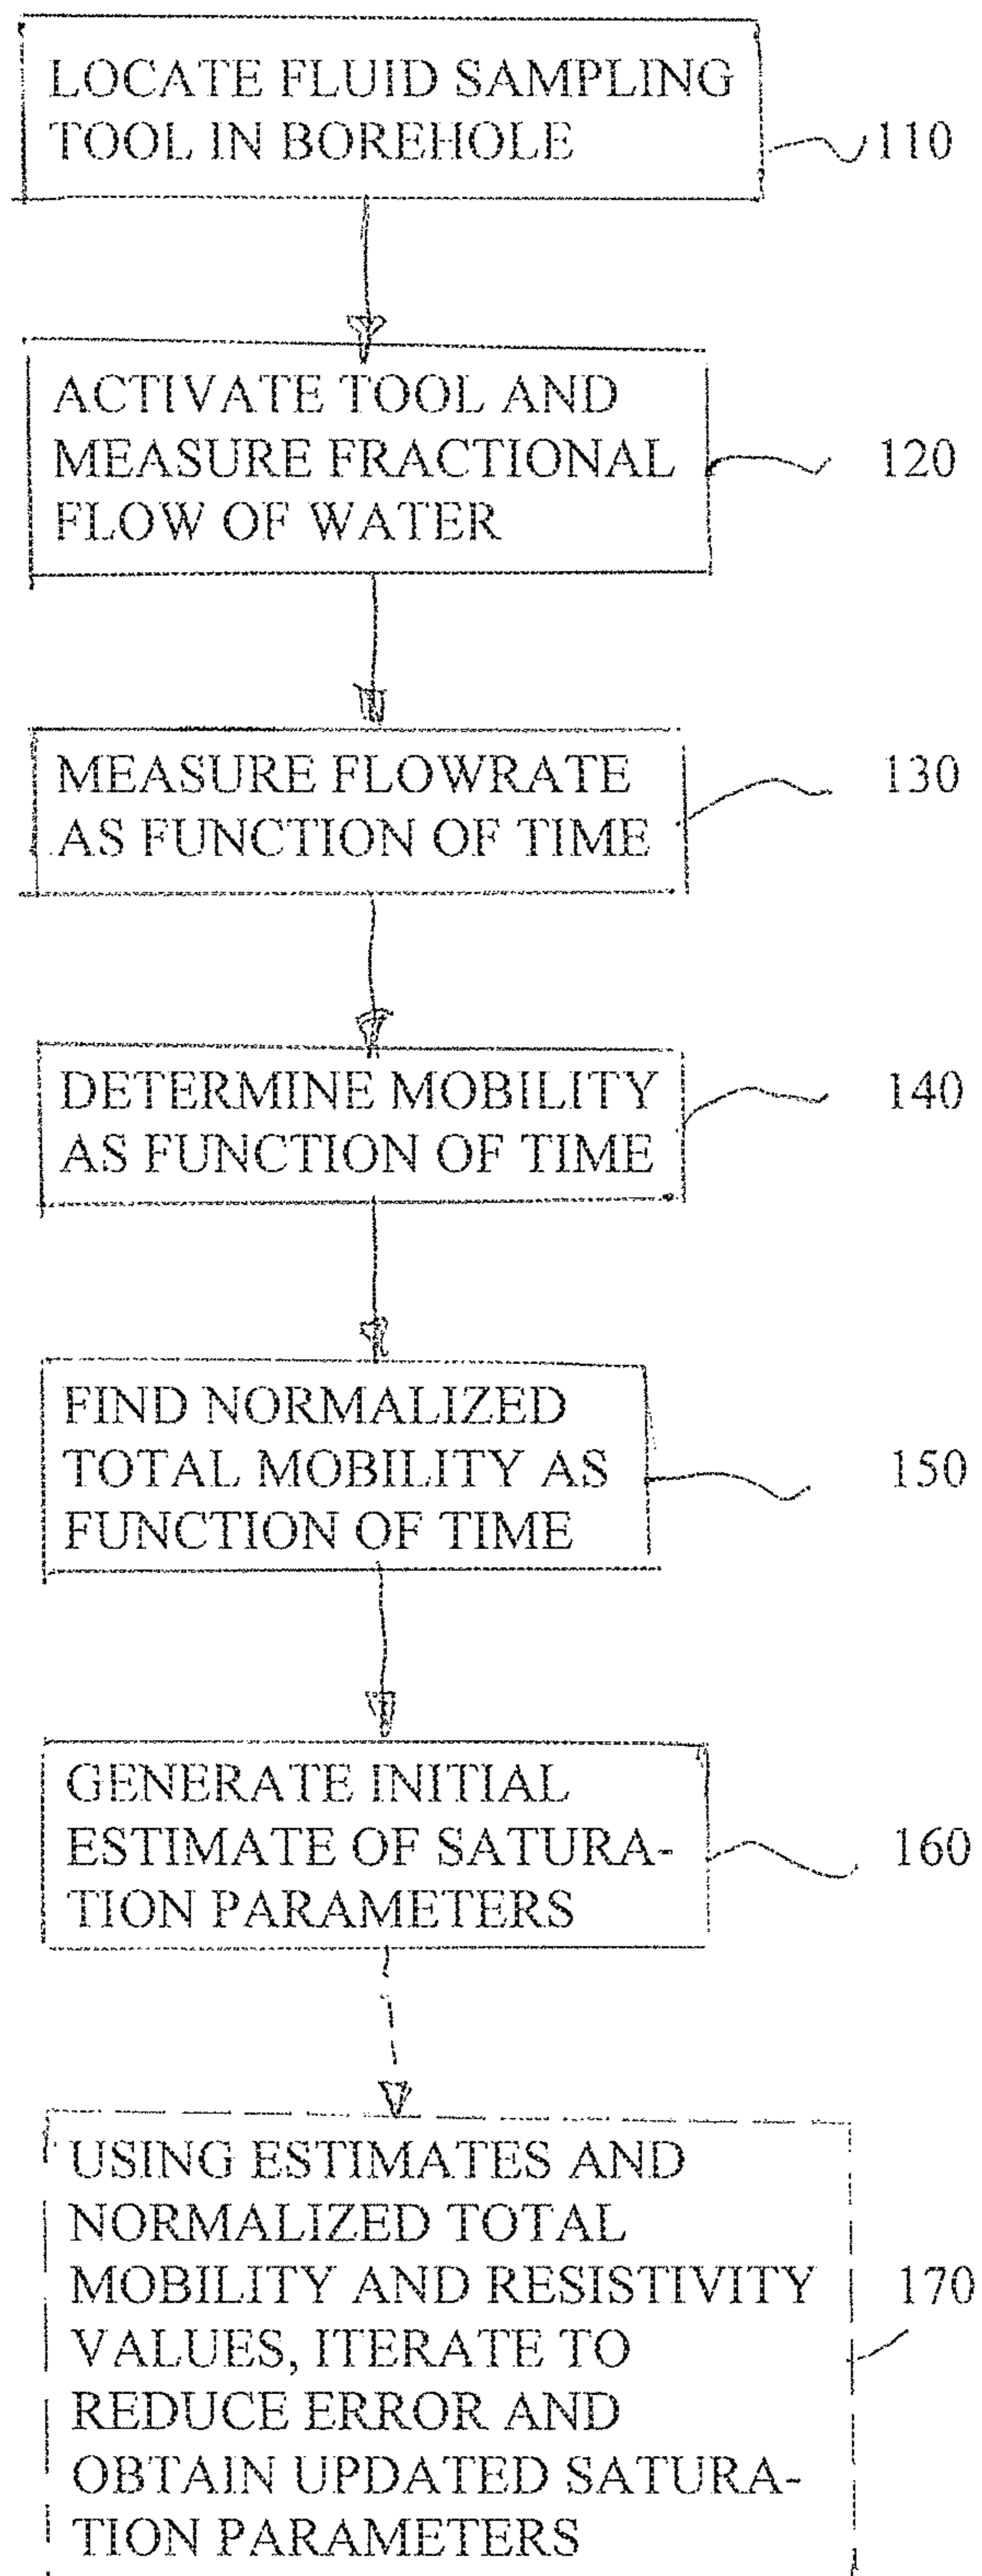 LOCATE FLUID SAMPLING
TOOL IN BOREHOLE
110
ACTIVATE TOOL AND
MEASURE FRACTIONAL
FLOW OF WATER
120
MEASURE FLOWRATE
AS FUNCTION OF TIME
130
DETERMINE MOBILITY
AS FUNCTION OF TIME
140
FIND NORMALIZED
TOTAL MOBILITY AS
FUNCTION OF TIME
150
GENERATE INITIAL
ESTIMATE OF SATURA-
TION PARAMETERS
160
USING ESTIMATES AND
NORMALIZED TOTAL
MOBILITY AND RESISTIVITY
VALUES, ITERATE TO
REDUCE ERROR AND
OBTAIN UPDATED SATURA-
TION PARAMETERS
170